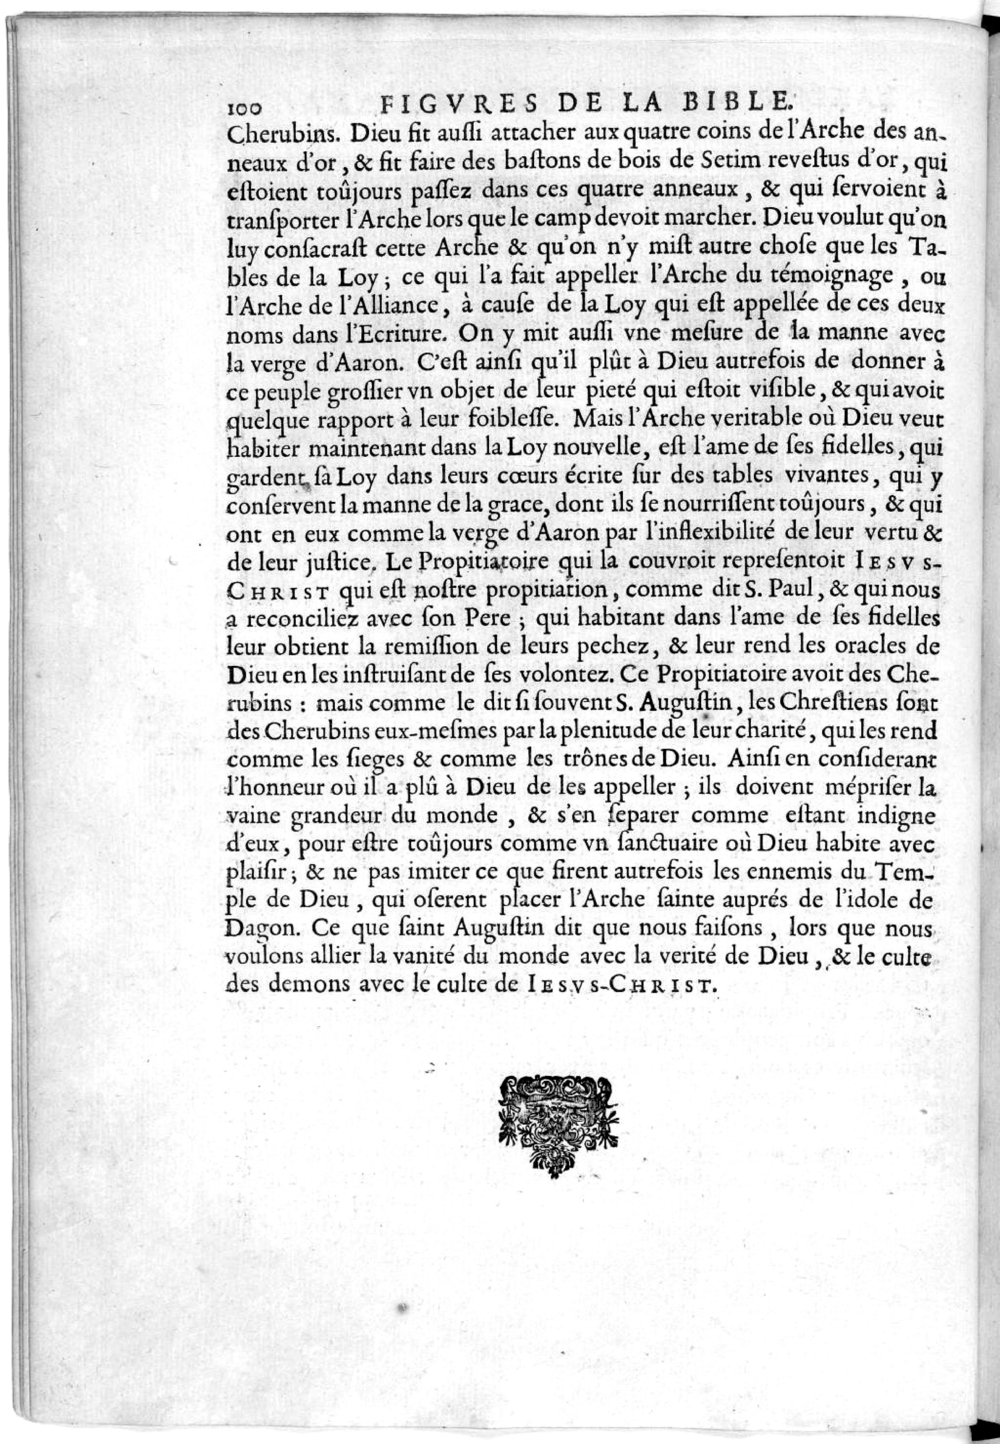 100 FIGVRES DE LA BIBLE.
Cherubins. Dieu fit auſſi attacher aux quatre coins de l'Arche des an-
neaux d'or, & fit faire des baſtons de bois de Setim reveſtus d'or, qui
eſtoient toûjours paſſez dans ces quatre anneaux, & qui ſervoient à
tranſporter l'Arche lors que le camp devoit marcher. Dieu voulut qu'on
luy conſacraſt cette Arche & qu'on n'y miſt autre choſe que les Ta-
bles de la Loy; ce qui l'a fait appeller l'Arche du témoignage, ou
l'Arche de l'Alliance, à cauſe de la Loy qui eſt appellée de ces deux
noms dans l'Ecriture. On y mit auſſi vne meſure de la manne avec
la verge d'Aaron. C'eſt ainſi qu'il plût à Dieu autrefois de donner à
ce peuple groſſier vn objet de leur pieté qui eſtoit viſible, & qui avoit
quelque rapport à leur foibleſſe. Mais l'Arche veritable où Dieu veut
habiter maintenant dans la Loy nouvelle, eſt l'ame de ſes fidelles, qui
gardent ſa Loy dans leurs cœurs écrite ſur des tables vivantes, qui y
conſervent la manne de la grace, dont ils ſe nourriſſent toûjours, & qui
ont en eux comme la verge d'Aaron par l'inflexibilité de leur vertu &
de leur juſtice. Le Propitiatoire qui la couvroit repreſentoit IESVS-
CHRIST qui eſt noſtre propitiation, comme dit S. Paul, & qui nous
a reconciliez avec ſon Pere; qui habitant dans l'ame de ſes fidelles
leur obtient la remiſſion de leurs pechez, & leur rend les oracles de
Dieu en les inſtruiſant de ſes volontez. Ce Propitiatoire avoit des Che-
rubins : mais comme le dit ſi ſouvent S. Auguſtin, les Chreſtiens ſont
des Cherubins eux-meſmes par la plenitude de leur charité, qui les rend
comme les ſieges & comme les trônes de Dieu. Ainſi en conſiderant
l'honneur où il a plû à Dieu de les appeller; ils doivent mépriſer la
vaine grandeur du monde, & s'en ſeparer comme eſtant indigne
d'eux, pour eſtre toûjours comme vn ſanctuaire où Dieu habite avec
plaiſir; & ne pas imiter ce que firent autrefois les ennemis du Tem-
ple de Dieu, qui oſerent placer l'Arche ſainte auprés de l'idole de
Dagon. Ce que ſaint Auguſtin dit que nous faiſons, lors que nous
voulons allier la vanité du monde avec la verité de Dieu, & le culte
des demons avec le culte de IESVS-CHRIST.